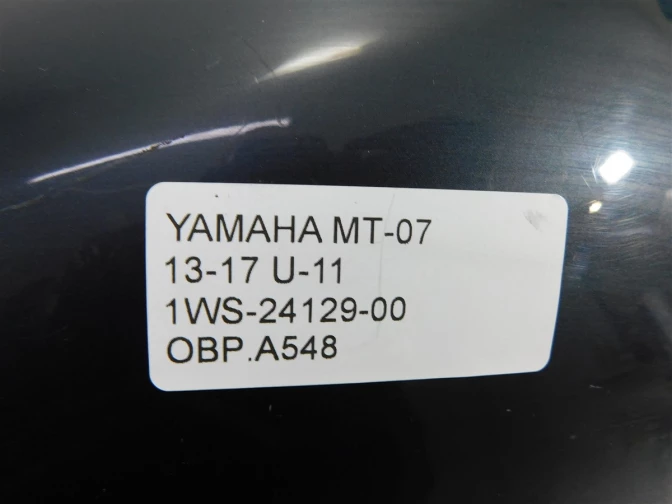 YAMAHA MT-07
13-17 U-11
1WS-24129-00
OBP.A548